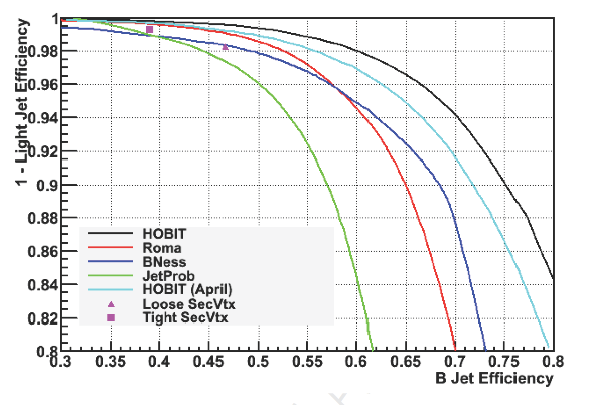 1 - Light Jet Efficiency
1
0.98
0.96
0.94
0.92
0.9
0.88
0.86
0.84
0.82
0.8
HOBIT
Roma
BNess
JetProb
HOBIT (April)
Loose SecVtx
Tight SecVtx
0.3 0.35 0.4 0.45 0.5 0.55 0.6 0.65 0.7 0.75 0.8
B Jet Efficiency